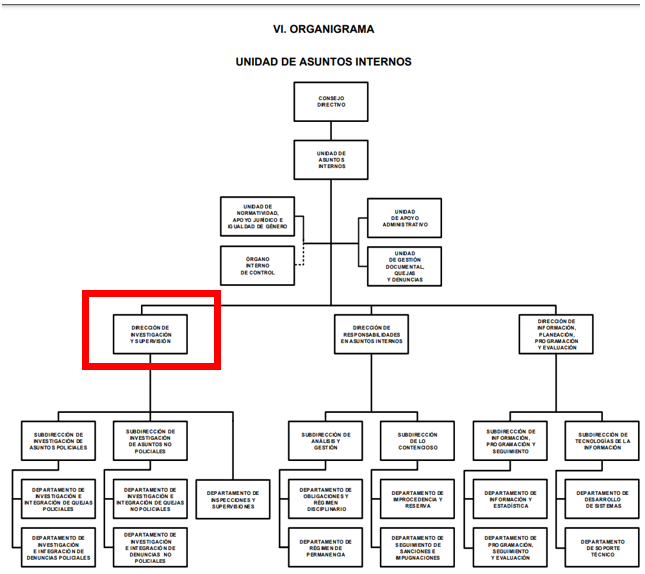 VI. ORGANIGRAMA
UNIDAD DE ASUNTOS INTERNOS
CONSEJO
DIRECTIVO
UNIDAD DE
ASUNTOS
INTERNOS
UNIDAD DE
NORMATIVIDAD,
APOYO JURÍDICO E
IGUALDAD DE GÉNERO
UNIDAD
DE APOYO
ADMINISTRATIVO
ÓRGANO
INTERNO
DE CONTROL
UNIDAD
DE GESTIÓN
DOCUMENTAL,
QUEJAS
Y DENUNCIAS
DIRECCIÓN DE
INVESTIGACIÓN
Y SUPERVISIÓN
DIRECCIÓN DE
RESPONSABILIDADES
EN ASUNTOS INTERNOS
DIRECCIÓN DE
INFORMACIÓN,
PLANEACIÓN,
PROGRAMACIÓN
Y EVALUACIÓN
SUBDIRECCIÓN DE
INVESTIGACIÓN DE
ASUNTOS POLICIALES
SUBDIRECCIÓN DE
INVESTIGACIÓN
DE ASUNTOS NO
POLICIALES
SUBDIRECCIÓN DE
ANÁLISIS Y
GESTIÓN
SUBDIRECCIÓN
DE LO
CONTENCIOSO
SUBDIRECCIÓN DE
INFORMACIÓN,
PROGRAMACIÓN Y
SEGUIMIENTO
SUBDIRECCIÓN DE
TECNOLOGÍAS DE LA
INFORMACIÓN
DEPARTAMENTO DE
INVESTIGACIÓN E
INTEGRACIÓN DE QUEJAS
POLICIALES
DEPARTAMENTO DE
INVESTIGACIÓN E
INTEGRACIÓN DE QUEJAS
NO POLICIALES
DEPARTAMENTO DE
INSPECCIONES Y
SUPERVISIONES
DEPARTAMENTO DE
OBLIGACIONES Y
RÉGIMEN
DISCIPLINARIO
DEPARTAMENTO DE
IMPROCEDENCIA Y
RESERVA
DEPARTAMENTO DE
INFORMACIÓN Y
ESTADÍSTICA
DEPARTAMENTO DE
DESARROLLO
DE SISTEMAS
DEPARTAMENTO DE
INVESTIGACIÓN
E INTEGRACIÓN DE
DENUNCIAS POLICIALES
DEPARTAMENTO DE
INVESTIGACIÓN E
INTEGRACIÓN DE
DENUNCIAS NO
POLICIALES
DEPARTAMENTO DE
RÉGIMEN DE
PERMANENCIA
DEPARTAMENTO DE
SEGUIMIENTO DE
SANCIONES E
IMPUGNACIONES
DEPARTAMENTO DE
PROGRAMACIÓN,
SEGUIMIENTO
Y EVALUACIÓN
DEPARTAMENTO
DE SOPORTE
TÉCNICO